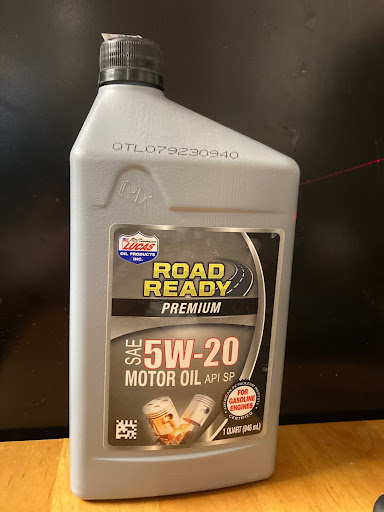 QTL079230940
LUCAS
OIL PRODUCTS
INC.
ROAD
READY
PREMIUM
SAE 5W-20
MOTOR OIL API SP
FOR
GASOLINE
ENGINES
CERTIFIED
1 QUART (946 mL)